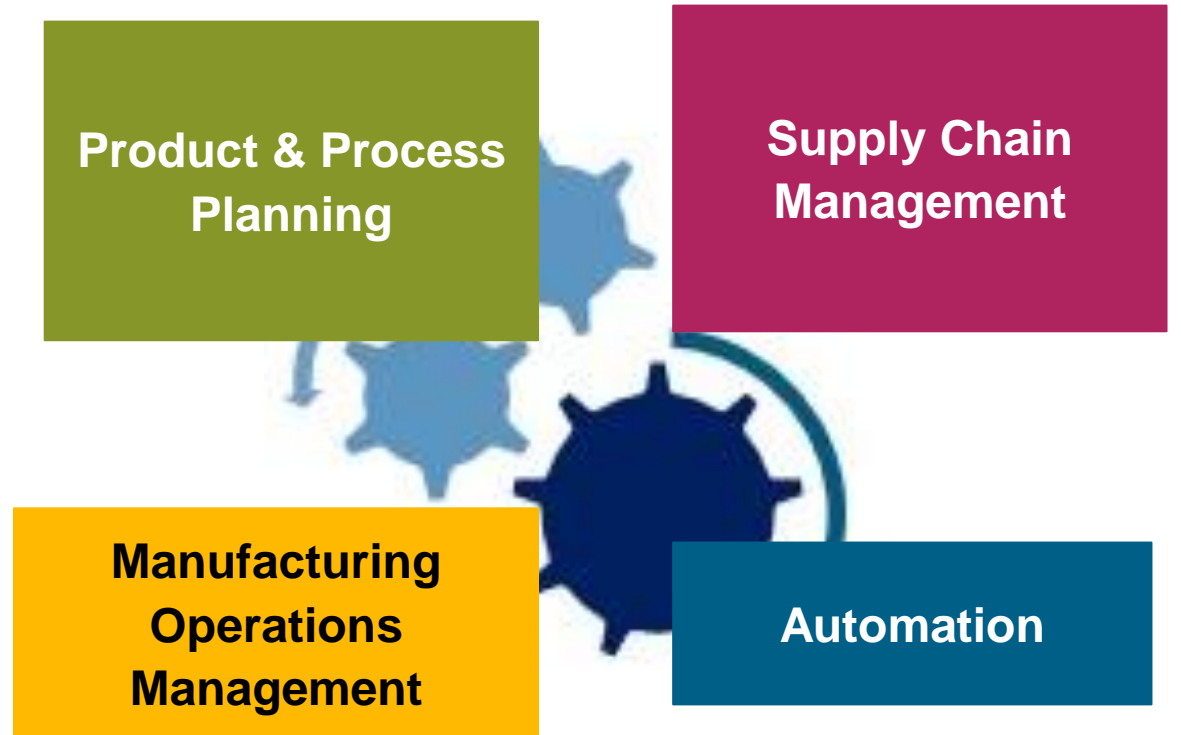 Product & Process
Planning
Supply Chain
Management
Manufacturing
Operations
Management
Automation